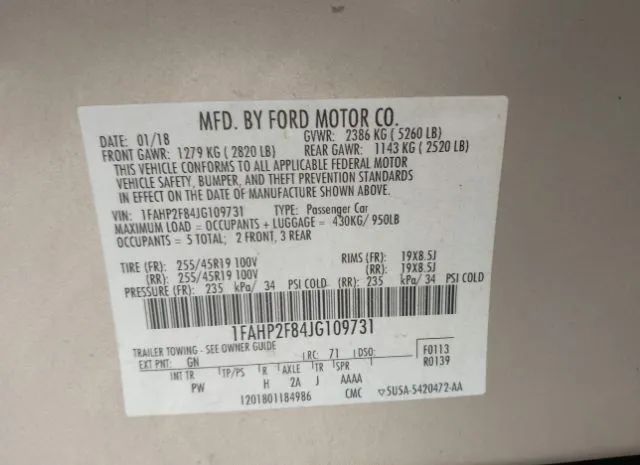 MFD. BY FORD MOTOR CO.
DATE: 01/18 GVWR: 2386 KG ( 5260 LB)
FRONT GAWR: 1279 KG ( 2820 LB) REAR GAWR: 1143 KG ( 2520 LB)
THIS VEHICLE CONFORMS TO ALL APPLICABLE FEDERAL MOTOR
VEHICLE SAFETY, BUMPER, AND THEFT PREVENTION STANDARDS
IN EFFECT ON THE DATE OF MANUFACTURE SHOWN ABOVE.
VIN: 1FAHP2F84JG109731 TYPE: Passenger Car
MAXIMUM LOAD = OCCUPANTS + LUGGAGE = 430KG/ 950LB
OCCUPANTS = 5 TOTAL; 2 FRONT, 3 REAR
TIRE (FR): 255/45R19 100V RIMS (FR): 19X8.5J
(RR): 255/45R19 100V (RR): 19X8.5J
PRESSURE (FR): 235 kPa/ 34 PSI COLD (RR): 235 kPa/ 34 PSI COLD
1FAHP2F84JG109731
TRAILER TOWING - SEE OWNER GUIDE
EXT PNT: GN RC: 71 DSO: F0113
INT TR TP/PS R AXLE TR SPR R0139
PW H 2A J AAAA
1201801184986 CMC ▽5U5A-5420472-AA